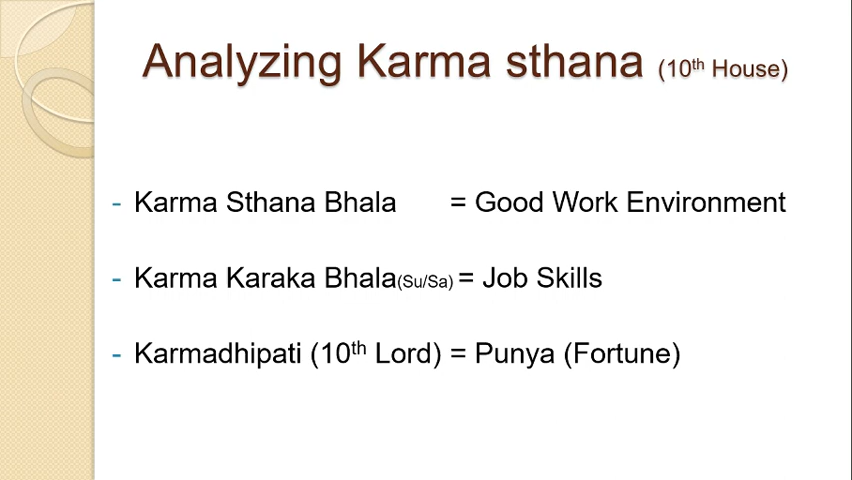 Analyzing Karma sthana (10th House)
- Karma Sthana Bhala = Good Work Environment
- Karma Karaka Bhala(Su/Sa) = Job Skills
- Karmadhipati (10th Lord) = Punya (Fortune)